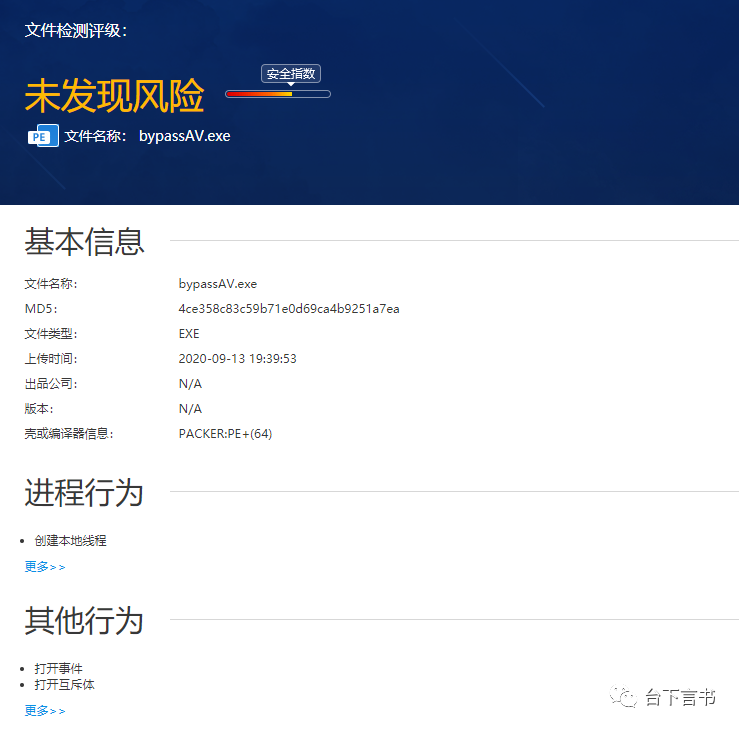 文件检测评级：
安全指数
未发现风险
PE 文件名称： bypassAV.exe
基本信息
文件名称： bypassAV.exe
MD5： 4ce358c83c59b71e0d69ca4b9251a7ea
文件类型： EXE
上传时间： 2020-09-13 19:39:53
出品公司： N/A
版本： N/A
壳或编译器信息： PACKER:PE+(64)
进程行为
创建本地线程
更多>>
其他行为
打开事件
打开互斥体
更多>>
台下言书